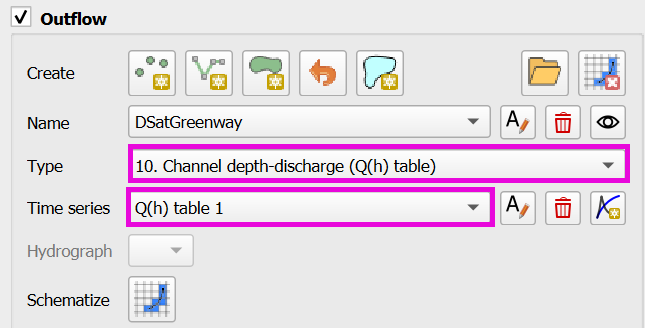 Outflow
Create
Name DSatGreenway
Type 10. Channel depth-discharge (Q(h) table)
Time series Q(h) table 1
Hydrograph
Schematize